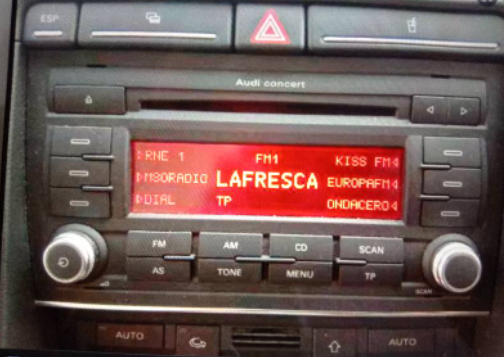 ESP
Audi concert
RNE 1 FM1 KISS FM
M80RADIO LAFRESCA EUROPAFM
DIAL TP ONDACERO
FM AM CD SCAN
AS TONE MENU TP
SCAN
AUTO AUTO